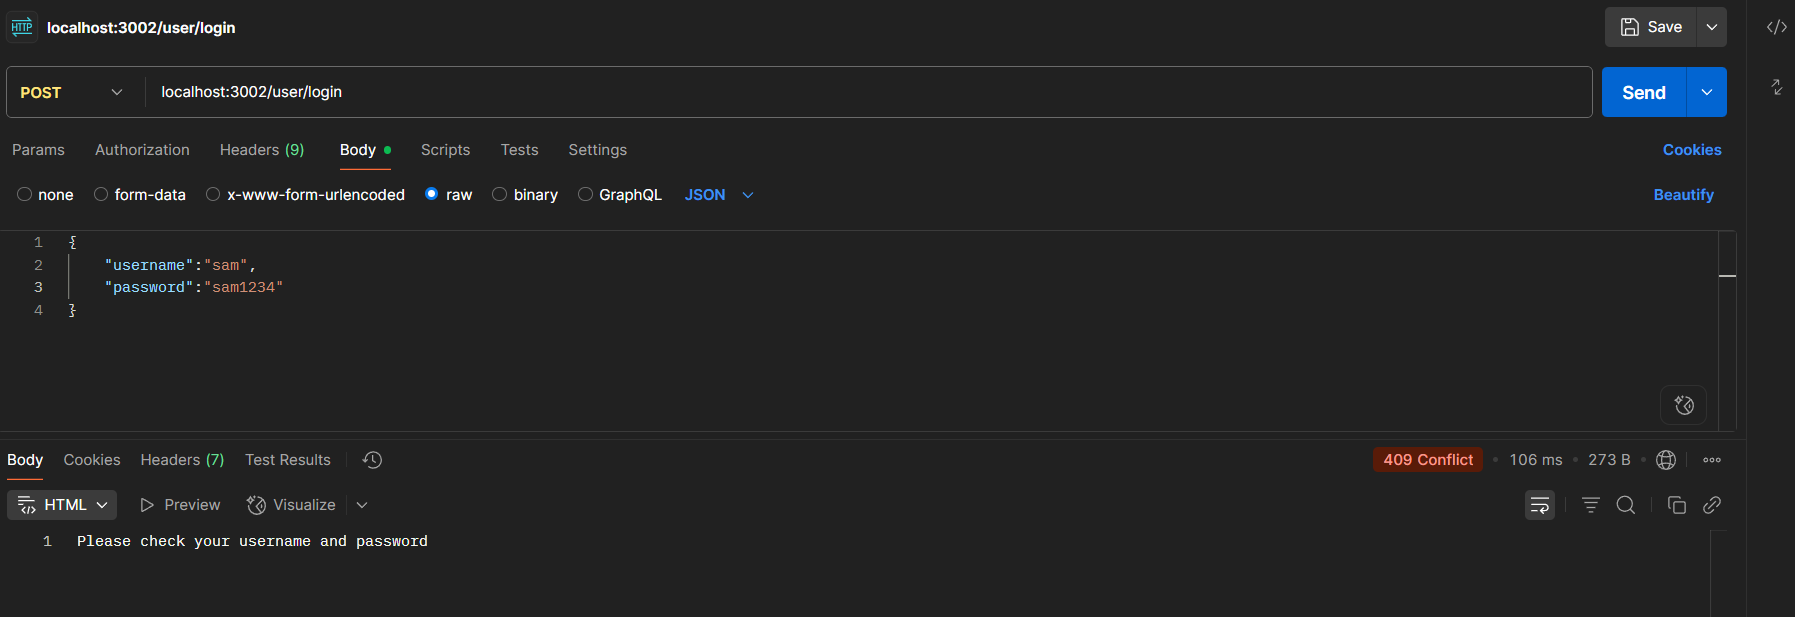 HTTP localhost:3002/user/login Save
POST localhost:3002/user/login Send
Params Authorization Headers (9) Body Scripts Tests Settings Cookies
none form-data x-www-form-urlencoded raw binary GraphQL JSON Beautify
1 {
2 "username":"sam",
3 "password":"sam1234"
4 }
Body Cookies Headers (7) Test Results 409 Conflict • 106 ms • 273 B •
HTML Preview Visualize
1 Please check your username and password